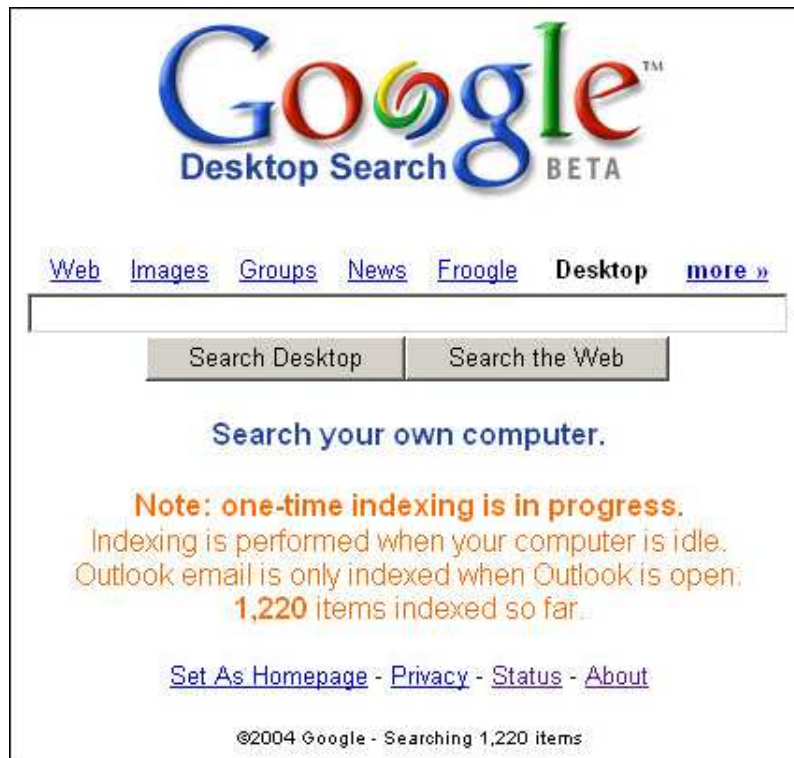 Google™
Desktop Search BETA
Web Images Groups News Froogle Desktop more »
Search Desktop Search the Web
Search your own computer.
Note: one-time indexing is in progress.
Indexing is performed when your computer is idle.
Outlook email is only indexed when Outlook is open.
1,220 items indexed so far.
Set As Homepage - Privacy - Status - About
©2004 Google - Searching 1,220 items